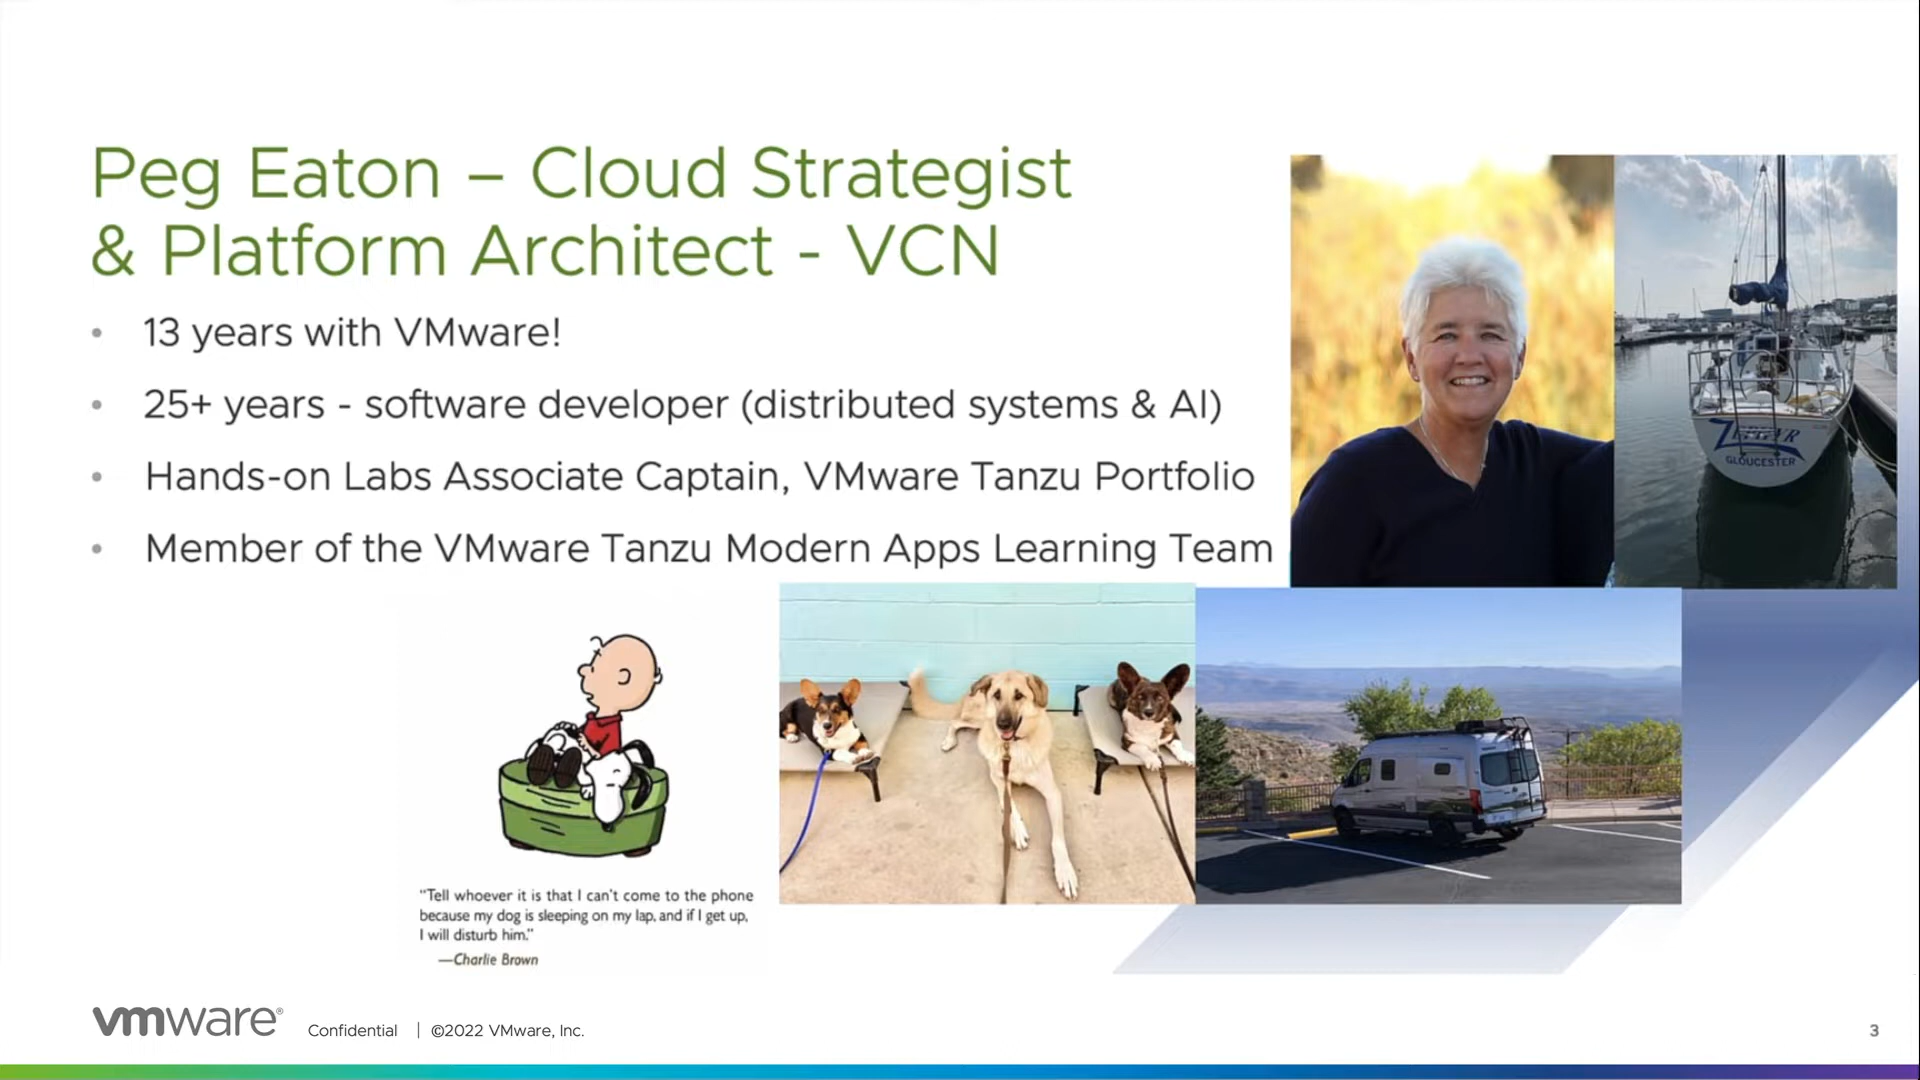 Peg Eaton – Cloud Strategist
& Platform Architect - VCN
• 13 years with VMware!
• 25+ years - software developer (distributed systems & AI)
• Hands-on Labs Associate Captain, VMware Tanzu Portfolio
• Member of the VMware Tanzu Modern Apps Learning Team
ZEPHYR
GLOUCESTER
"Tell whoever it is that I can't come to the phone
because my dog is sleeping on my lap, and if I get up,
I will disturb him."
—Charlie Brown
vmware® Confidential | ©2022 VMware, Inc.
3